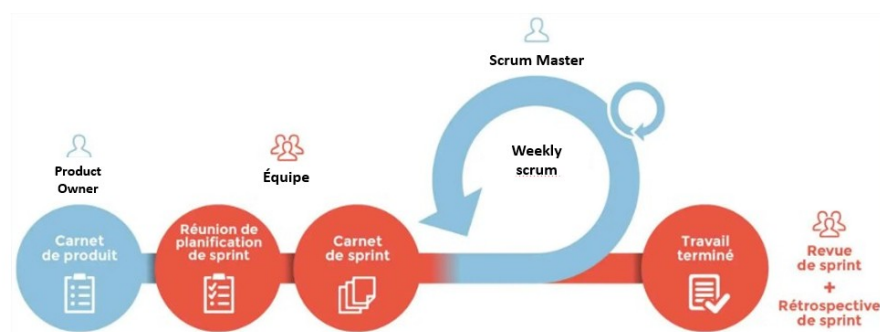 Product
Owner
Carnet
de produit
Équipe
Réunion de
planification
de sprint
Carnet
de sprint
Scrum Master
Weekly
scrum
Travail
terminé
Revue
de sprint
+
Rétrospective
de sprint